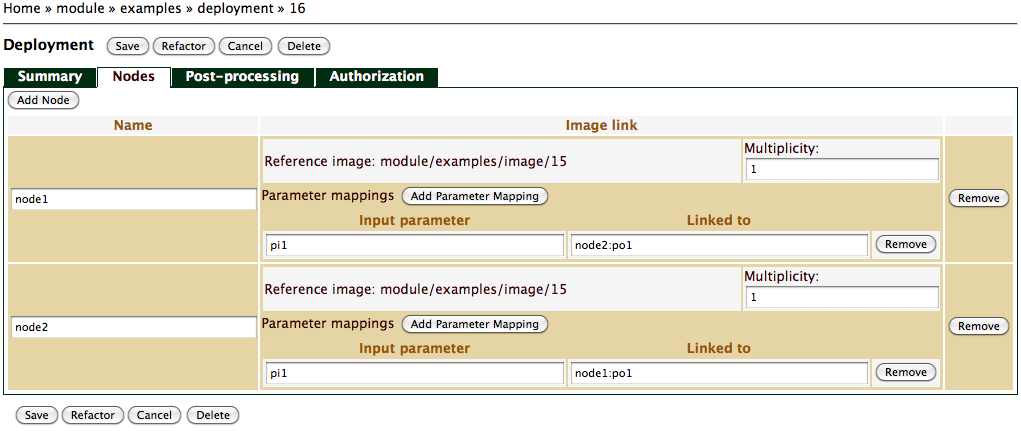 Home » module » examples » deployment » 16
Deployment Save Refactor Cancel Delete
Summary Nodes Post-processing Authorization
Add Node
Name Image link
Reference image: module/examples/image/15 Multiplicity:
1
node1 Parameter mappings Add Parameter Mapping Remove
Input parameter Linked to
pi1 node2:po1 Remove
Reference image: module/examples/image/15 Multiplicity:
1
node2 Parameter mappings Add Parameter Mapping Remove
Input parameter Linked to
pi1 node1:po1 Remove
Save Refactor Cancel Delete